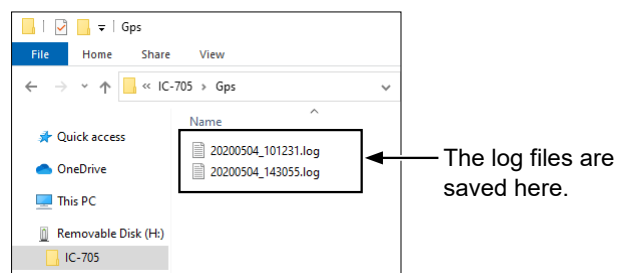 Gps
File Home Share View
« IC-705 › Gps
Name
Quick access
20200504_101231.log
20200504_143055.log
OneDrive
This PC
Removable Disk (H:)
IC-705
The log files are
saved here.